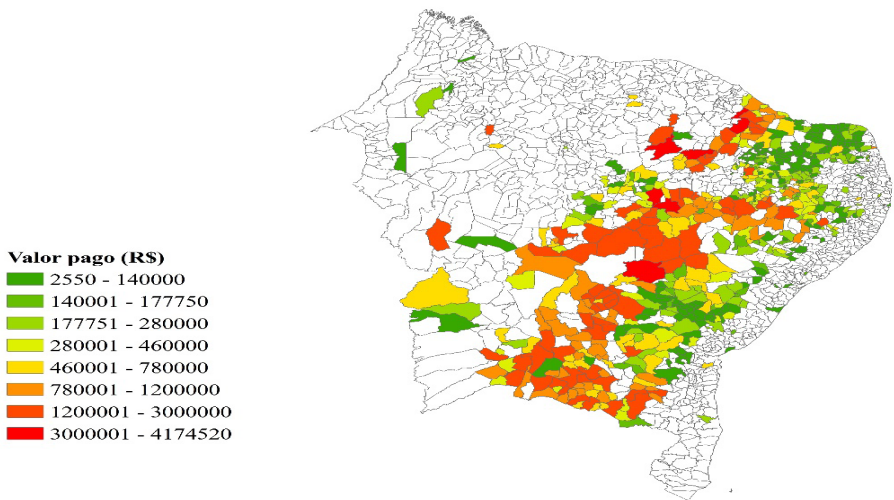 Valor pago (R$)
2550 - 140000
140001 - 177750
177751 - 280000
280001 - 460000
460001 - 780000
780001 - 1200000
1200001 - 3000000
3000001 - 4174520